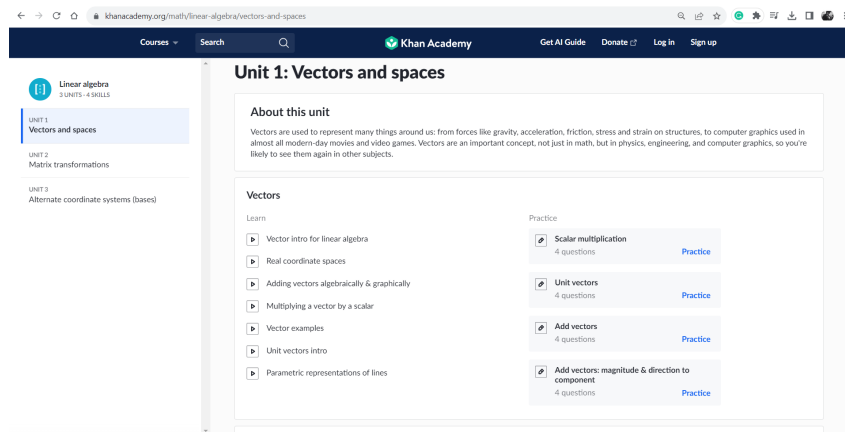 khanacademy.org/math/linear-algebra/vectors-and-spaces
Courses
Search
Khan Academy
Get AI Guide
Donate
Log in
Sign up
Linear algebra
3 UNITS · 4 SKILLS
UNIT 1
Vectors and spaces
UNIT 2
Matrix transformations
UNIT 3
Alternate coordinate systems (bases)
Unit 1: Vectors and spaces
About this unit
Vectors are used to represent many things around us: from forces like gravity, acceleration, friction, stress and strain on structures, to computer graphics used in
almost all modern-day movies and video games. Vectors are an important concept, not just in math, but in physics, engineering, and computer graphics, so you're
likely to see them again in other subjects.
Vectors
Learn
Vector intro for linear algebra
Real coordinate spaces
Adding vectors algebraically & graphically
Multiplying a vector by a scalar
Vector examples
Unit vectors intro
Parametric representations of lines
Practice
Scalar multiplication
4 questions
Practice
Unit vectors
4 questions
Practice
Add vectors
4 questions
Practice
Add vectors: magnitude & direction to
component
4 questions
Practice